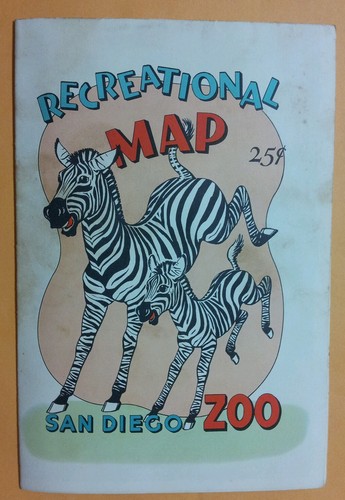 RECREATIONAL
MAP
25¢
SAN DIEGO ZOO